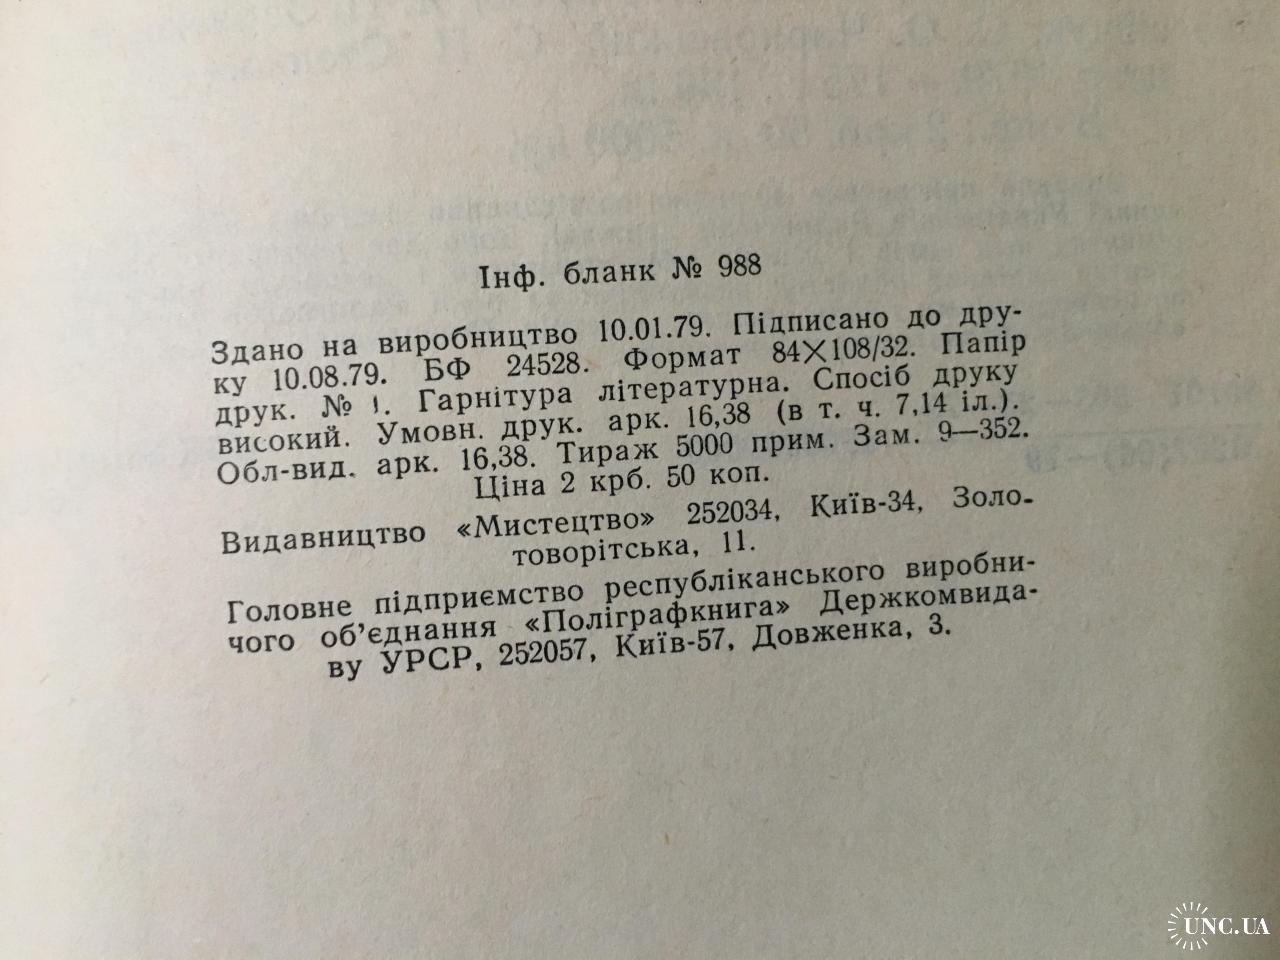 Інф. бланк № 988
Здано на виробництво 10.01.79. Підписано до дру-
ку 10.08.79. БФ 24528. Формат 84×108/32. Папір
друк. № 1. Гарнітура літературна. Спосіб друку
високий. Умовн. друк. арк. 16,38 (в т. ч. 7,14 іл.).
Обл-вид. арк. 16,38. Тираж 5000 прим. Зам. 9—352.
Ціна 2 крб. 50 коп.
Видавництво «Мистецтво» 252034, Київ-34, Золо-
товорітська, 11.
Головне підприємство республіканського виробни-
чого об’єднання «Поліграфкнига» Держкомвида-
ву УРСР, 252057, Київ-57, Довженка, 3.
UNC.UA